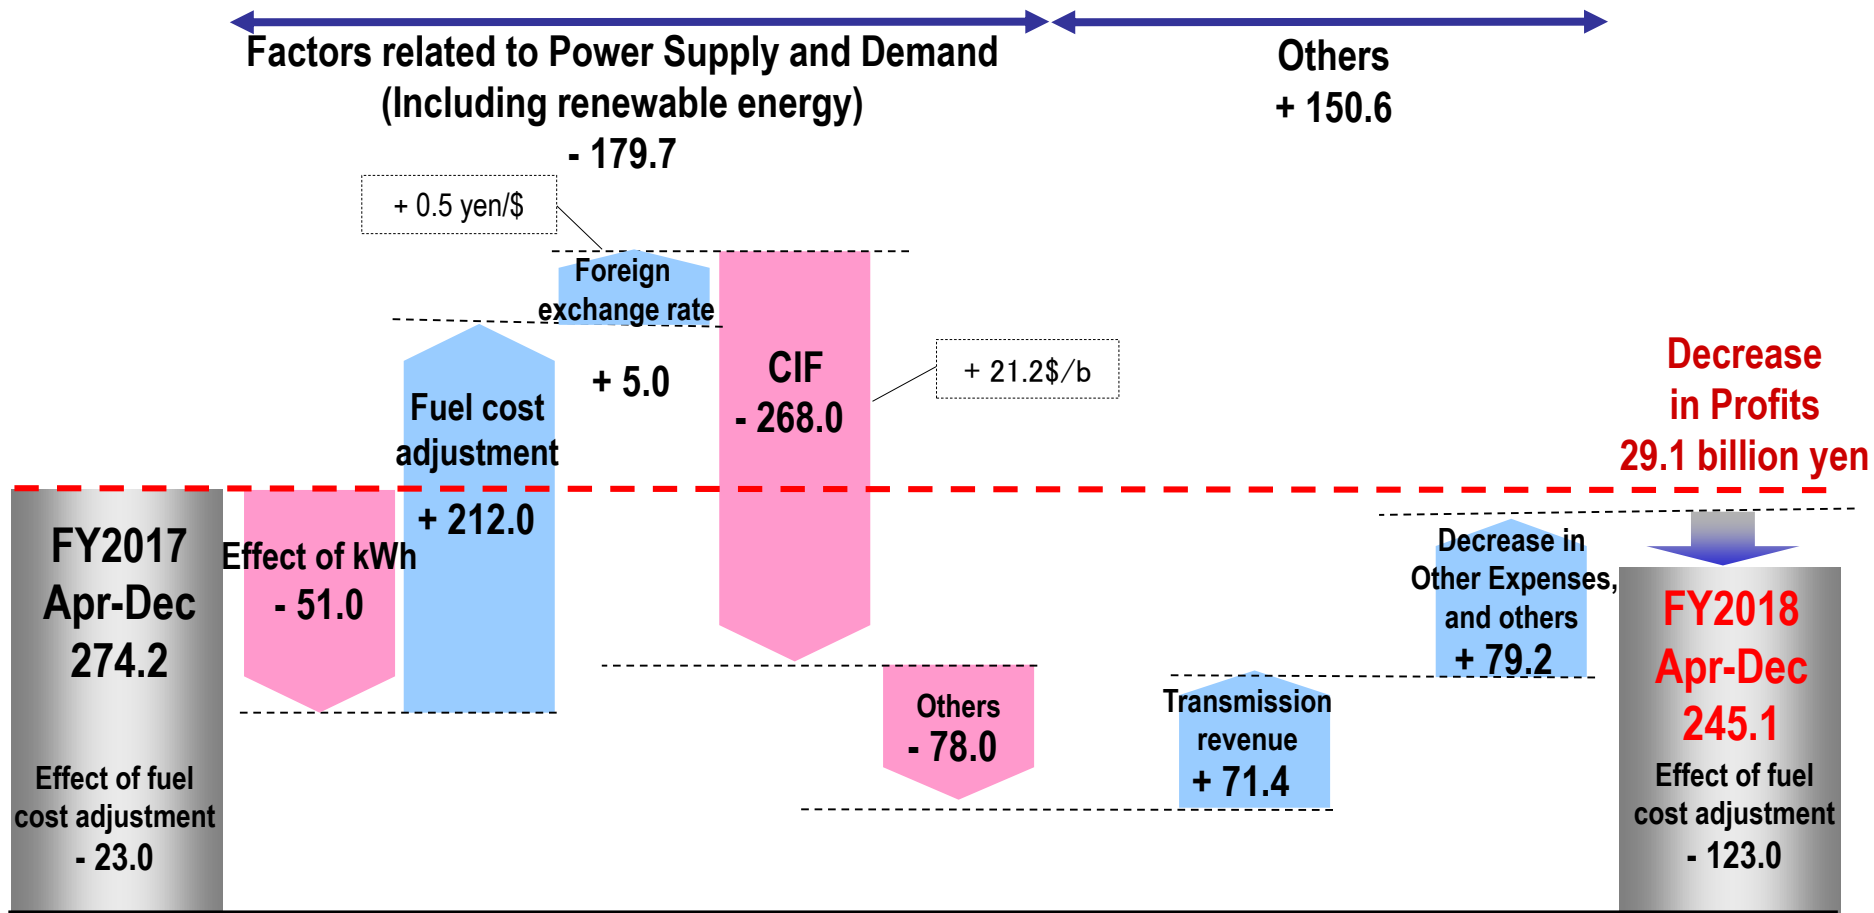 Factors related to Power Supply and Demand
(Including renewable energy)
- 179.7
Others
+ 150.6
+ 0.5 yen/$
Foreign
exchange rate
+ 5.0
CIF
- 268.0
+ 21.2$/b
Fuel cost
adjustment
+ 212.0
Decrease
in Profits
29.1 billion yen
FY2017
Apr-Dec
274.2
Effect of fuel
cost adjustment
- 23.0
Effect of kWh
- 51.0
Others
- 78.0
Transmission
revenue
+ 71.4
Decrease in
Other Expenses,
and others
+ 79.2
FY2018
Apr-Dec
245.1
Effect of fuel
cost adjustment
- 123.0